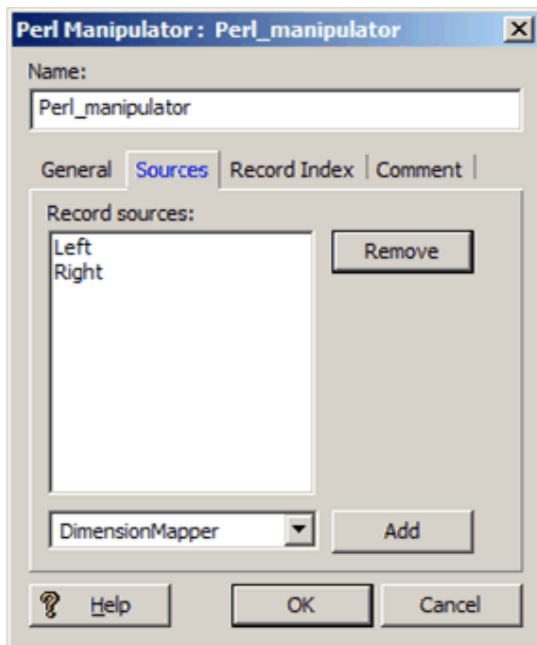 Perl Manipulator : Perl_manipulator
Name:
Perl_manipulator
General Sources Record Index Comment
Record sources:
Left
Right
Remove
DimensionMapper
Add
Help OK Cancel